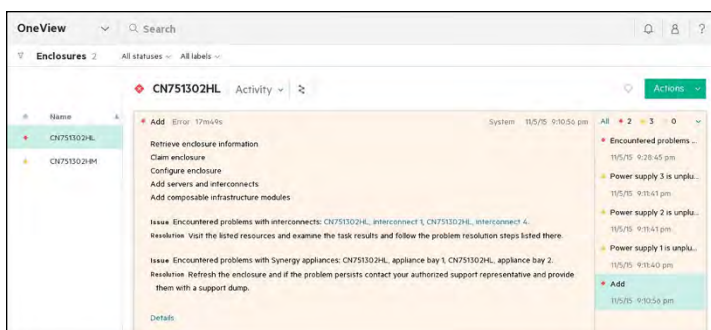 OneView
Search
?
Enclosures 2
All statuses
All labels
CN751302HL
Activity
Actions
Name
CN751302HL
CN751302HM
Add Error 17m49s
System 11/5/15 9:10:56 pm
Retrieve enclosure information
Claim enclosure
Configure enclosure
Add servers and interconnects
Add composable infrastructure modules
Issue Encountered problems with interconnects: CN751302HL, interconnect 1, CN751302HL, interconnect 4.
Resolution Visit the listed resources and examine the task results and follow the problem resolution steps listed there.
Issue Encountered problems with Synergy appliances: CN751302HL, appliance bay 1, CN751302HL, appliance bay 2.
Resolution Refresh the enclosure and if the problem persists contact your authorized support representative and provide
them with a support dump.
Details
All 2 3 0
Encountered problems ...
11/5/15 9:28:45 pm
Power supply 3 is unplu...
11/5/15 9:11:41 pm
Power supply 2 is unplu...
11/5/15 9:11:41 pm
Power supply 1 is unplu...
11/5/15 9:11:40 pm
Add
11/5/15 9:10:56 pm